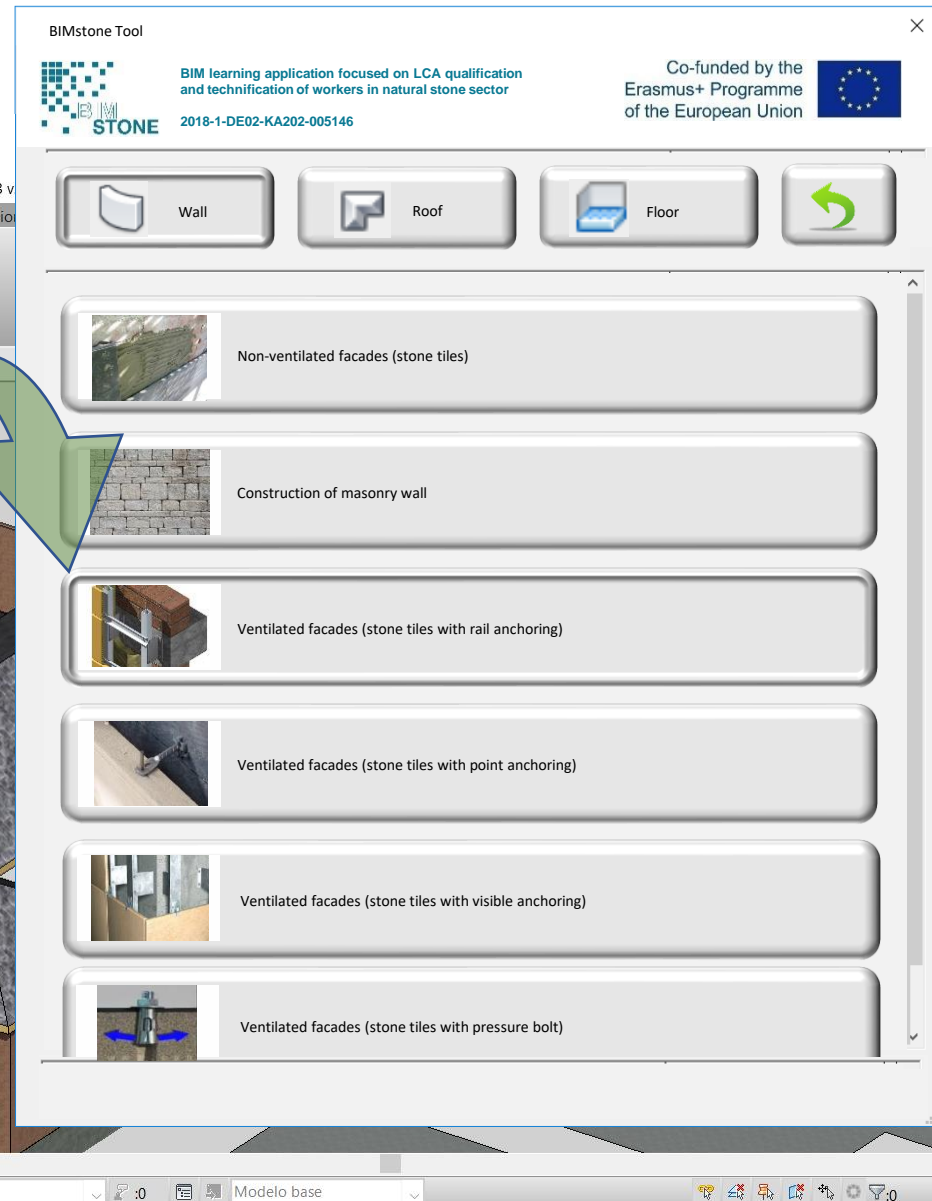 BIMstone Tool
BIM
STONE
BIM learning application focused on LCA qualification
and technification of workers in natural stone sector
2018-1-DE02-KA202-005146
Co-funded by the
Erasmus+ Programme
of the European Union
Wall
Roof
Floor
Non-ventilated facades (stone tiles)
Construction of masonry wall
Ventilated facades (stone tiles with rail anchoring)
Ventilated facades (stone tiles with point anchoring)
Ventilated facades (stone tiles with visible anchoring)
Ventilated facades (stone tiles with pressure bolt)
:0
Modelo base
:0